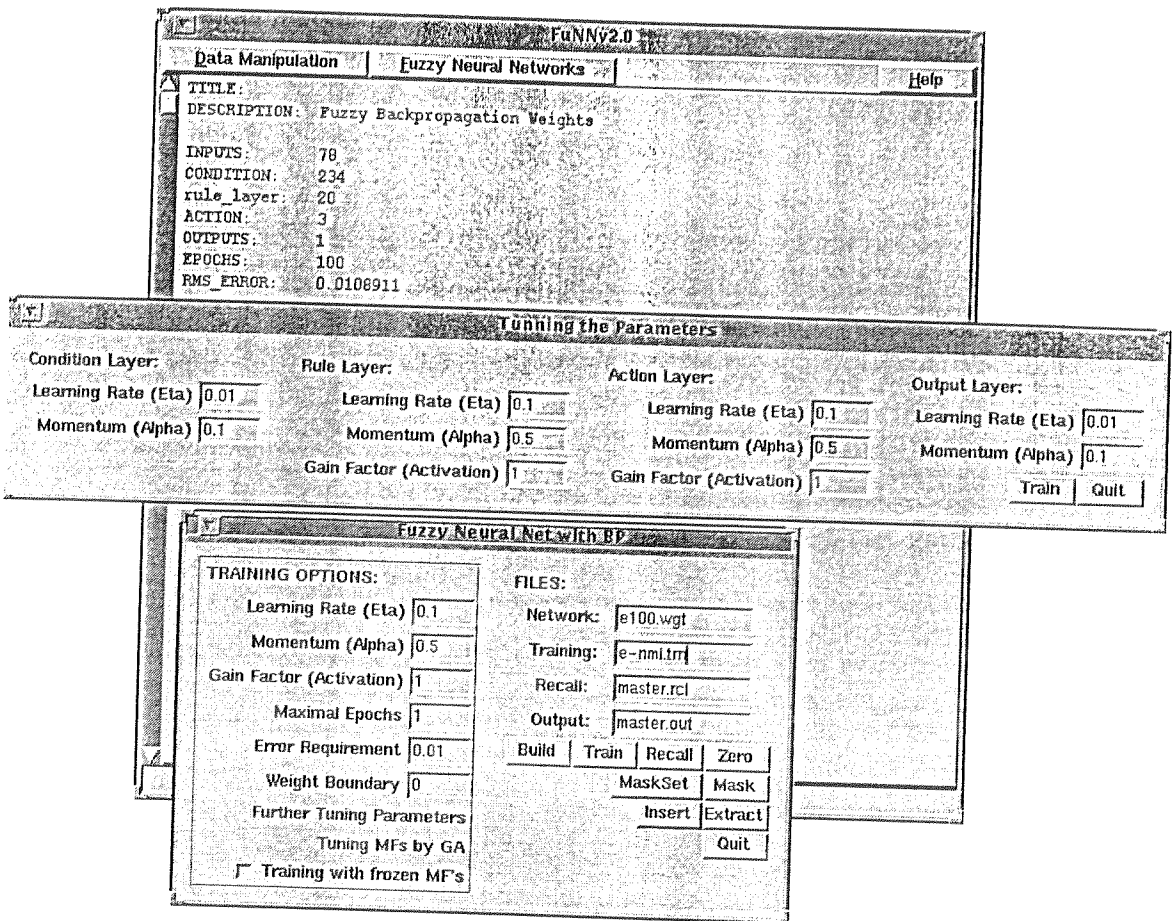 FuNNy2.0
Data Manipulation Fuzzy Neural Networks Help
TITLE:
DESCRIPTION: Fuzzy Backpropagation Weights
INPUTS: 78
CONDITION: 234
rule_layer: 20
ACTION: 3
OUTPUTS: 1
EPOCHS: 100
RMS_ERROR: 0.0108911
Tunning the Parameters
Condition Layer:
Learning Rate (Eta) 0.01
Momentum (Alpha) 0.1
Rule Layer:
Learning Rate (Eta) 0.1
Momentum (Alpha) 0.5
Gain Factor (Activation) 1
Action Layer:
Learning Rate (Eta) 0.1
Momentum (Alpha) 0.5
Gain Factor (Activation) 1
Output Layer:
Learning Rate (Eta) 0.01
Momentum (Alpha) 0.1
Train Quit
Fuzzy Neural Net with BP
TRAINING OPTIONS:
Learning Rate (Eta) 0.1
Momentum (Alpha) 0.5
Gain Factor (Activation) 1
Maximal Epochs 1
Error Requirement 0.01
Weight Boundary 0
Further Tuning Parameters
Tuning MFs by GA
Training with frozen MF's
FILES:
Network: e100.wgt
Training: e-nml.trn
Recall: master.rcl
Output: master.out
Build Train Recall Zero
MaskSet Mask
Insert Extract
Quit